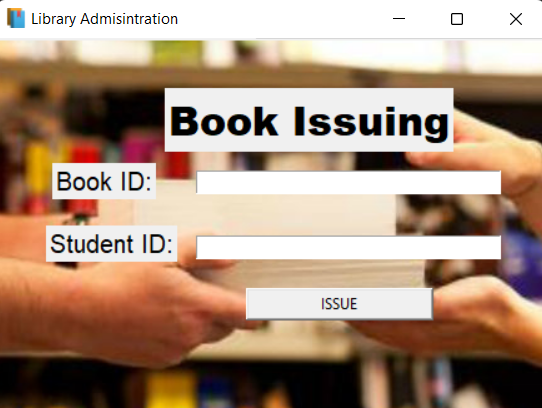 Library Admisintration
Book Issuing
Book ID:
Student ID:
ISSUE